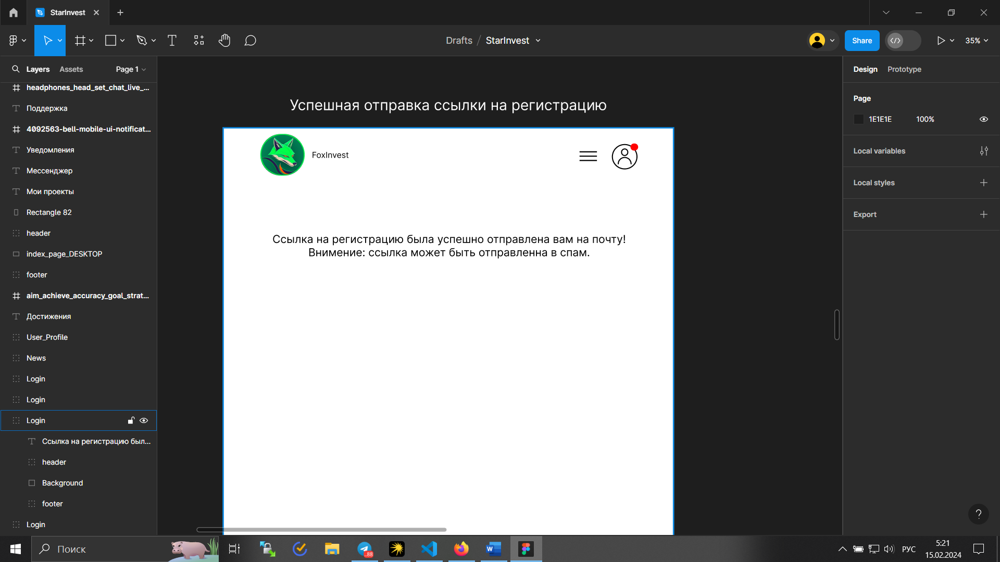 StarInvest
Drafts / StarInvest
Share
35%
Layers
Assets
Page 1
headphones_head_set_chat_live_...
Поддержка
4092563-bell-mobile-ui-notificat...
Уведомления
Мессенджер
Мои проекты
Rectangle 82
header
index_page_DESKTOP
footer
aim_achieve_accuracy_goal_strat...
Достижения
User_Profile
News
Login
Login
Login
Ссылка на регистрацию был...
header
Background
footer
Login
Успешная отправка ссылки на регистрацию
FoxInvest
Ссылка на регистрацию была успешно отправлена вам на почту!
Внимение: ссылка может быть отправленна в спам.
Design
Prototype
Page
1E1E1E
100%
Local variables
Local styles
Export
?
Поиск
..88
РУС
5:21
15.02.2024